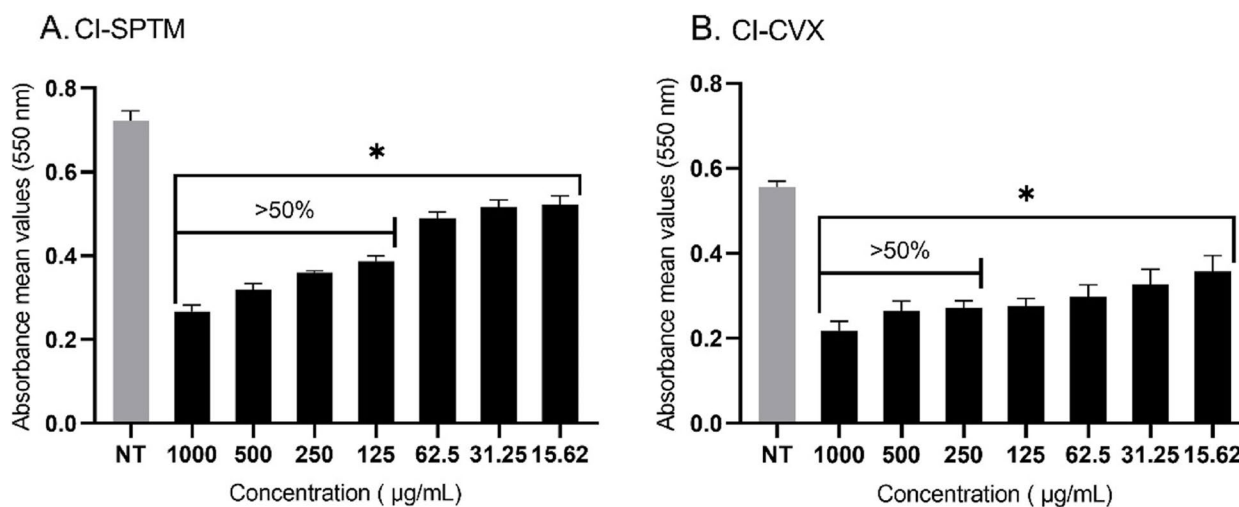 A. CI-SPTM
Absorbance mean values (550 nm)
0.8
0.6
0.4
0.2
0.0
*
>50%
NT 1000 500 250 125 62.5 31.25 15.62
Concentration ( µg/mL)
B. CI-CVX
Absorbance mean values (550 nm)
0.8
0.6
0.4
0.2
0.0
*
>50%
NT 1000 500 250 125 62.5 31.25 15.62
Concentration ( µg/mL)